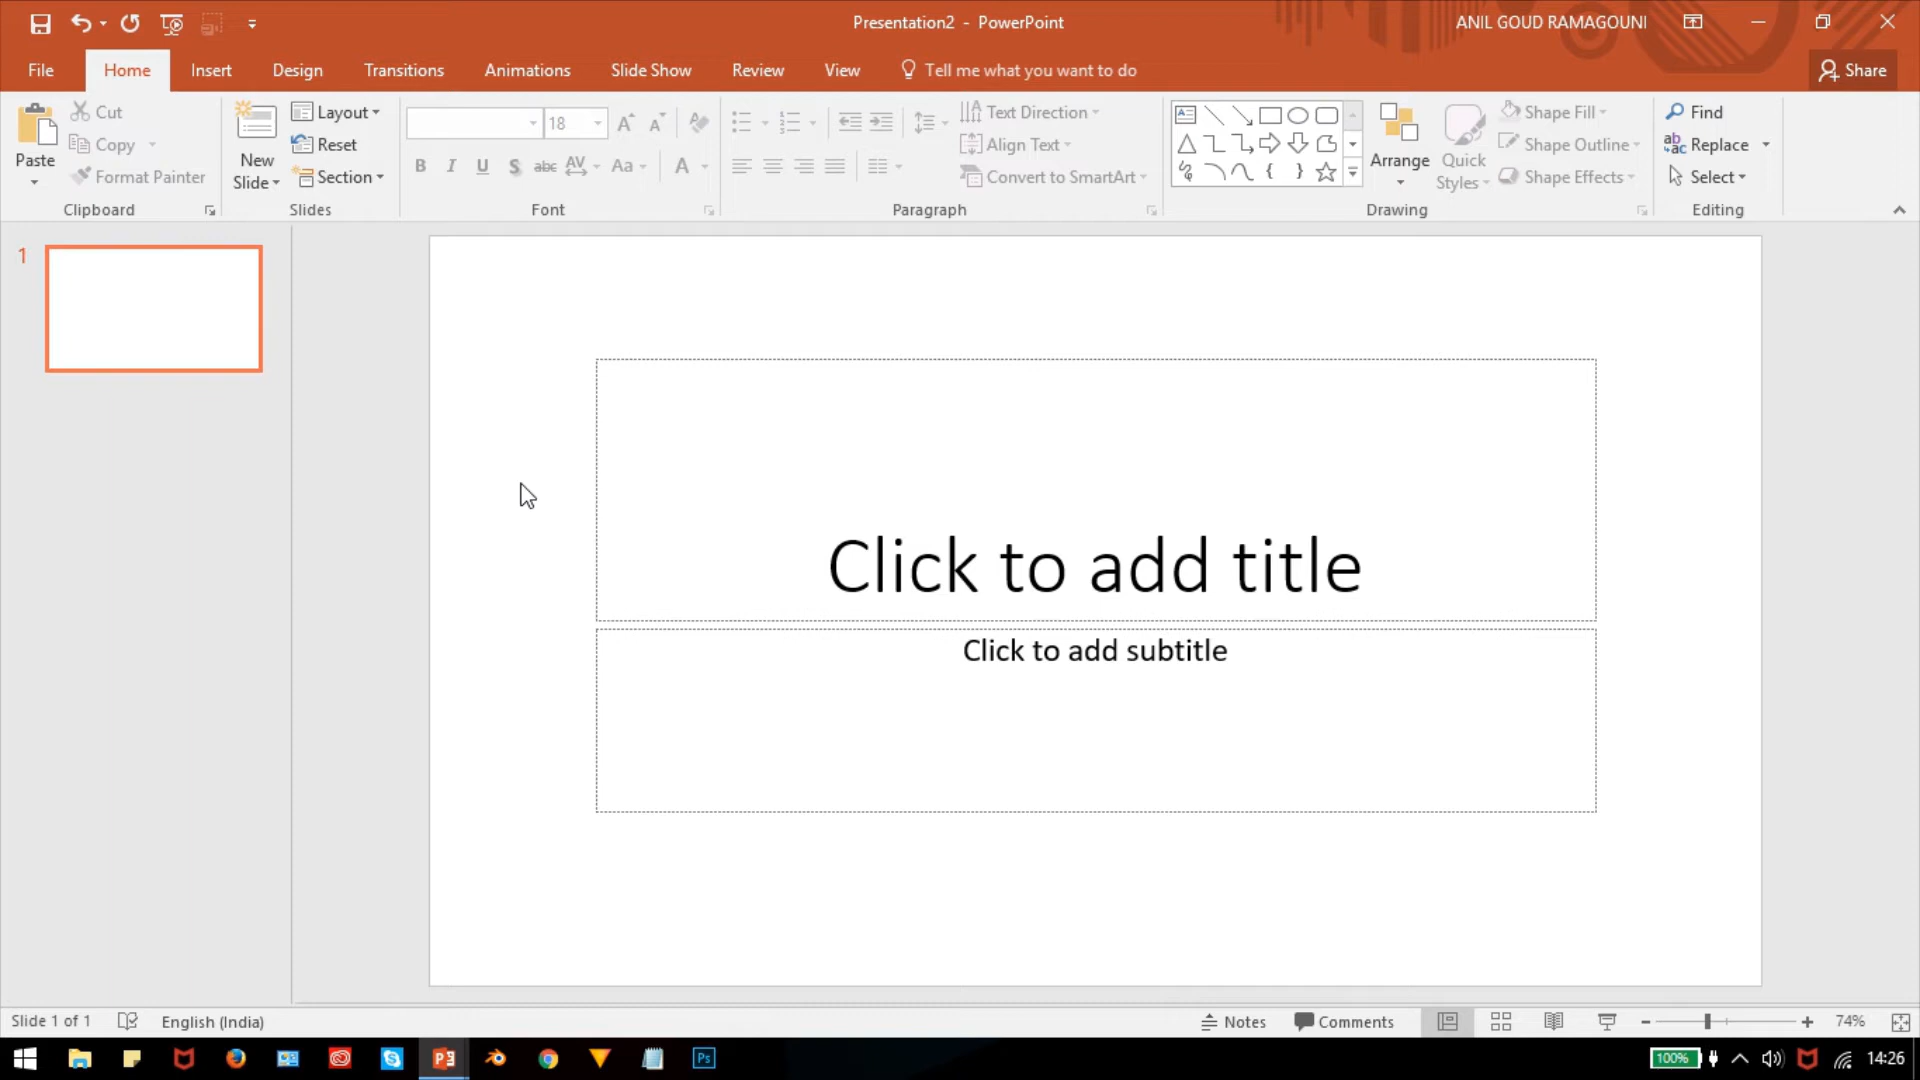 Presentation2 - PowerPoint
ANIL GOUD RAMAGOUNI
File Home Insert Design Transitions Animations Slide Show Review View Tell me what you want to do Share
Cut
Copy
Format Painter
Paste
Clipboard
New Slide
Layout
Reset
Section
Slides
18
B I U S abc AV Aa A
Font
Text Direction
Align Text
Convert to SmartArt
Paragraph
Arrange
Quick Styles
Shape Fill
Shape Outline
Shape Effects
Drawing
Find
Replace
Select
Editing
1
Click to add title
Click to add subtitle
Slide 1 of 1
English (India)
Notes
Comments
74%
100%
14:26